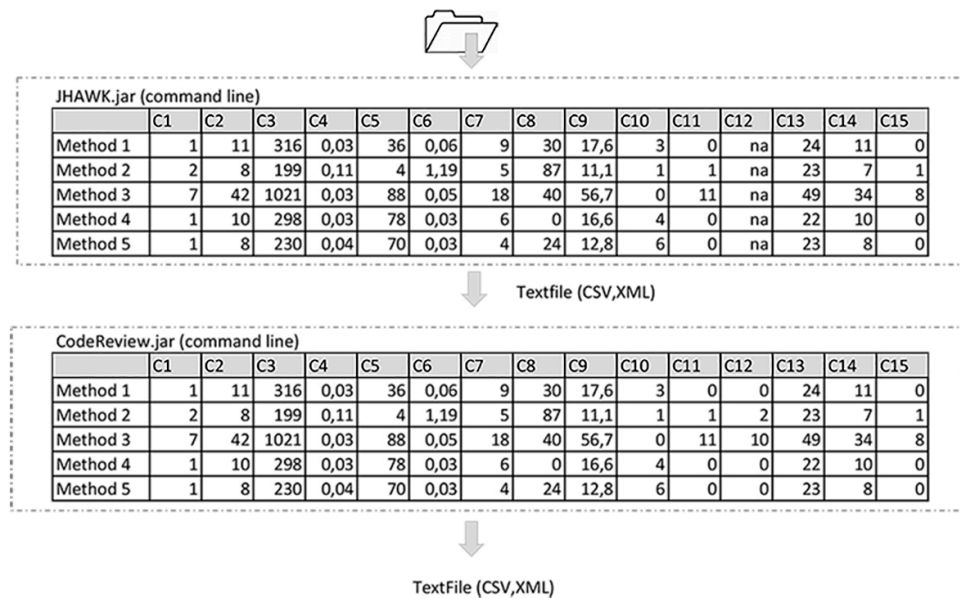 JHAWK.jar (command line)
C1 C2 C3 C4 C5 C6 C7 C8 C9 C10 C11 C12 C13 C14 C15
Method 1 1 11 316 0,03 36 0,06 9 30 17,6 3 0 na 24 11 0
Method 2 2 8 199 0,11 4 1,19 5 87 11,1 1 1 na 23 7 1
Method 3 7 42 1021 0,03 88 0,05 18 40 56,7 0 11 na 49 34 8
Method 4 1 10 298 0,03 78 0,03 6 0 16,6 4 0 na 22 10 0
Method 5 1 8 230 0,04 70 0,03 4 24 12,8 6 0 na 23 8 0
Textfile (CSV,XML)
CodeReview.jar (command line)
C1 C2 C3 C4 C5 C6 C7 C8 C9 C10 C11 C12 C13 C14 C15
Method 1 1 11 316 0,03 36 0,06 9 30 17,6 3 0 0 24 11 0
Method 2 2 8 199 0,11 4 1,19 5 87 11,1 1 1 2 23 7 1
Method 3 7 42 1021 0,03 88 0,05 18 40 56,7 0 11 10 49 34 8
Method 4 1 10 298 0,03 78 0,03 6 0 16,6 4 0 0 22 10 0
Method 5 1 8 230 0,04 70 0,03 4 24 12,8 6 0 0 23 8 0
TextFile (CSV,XML)